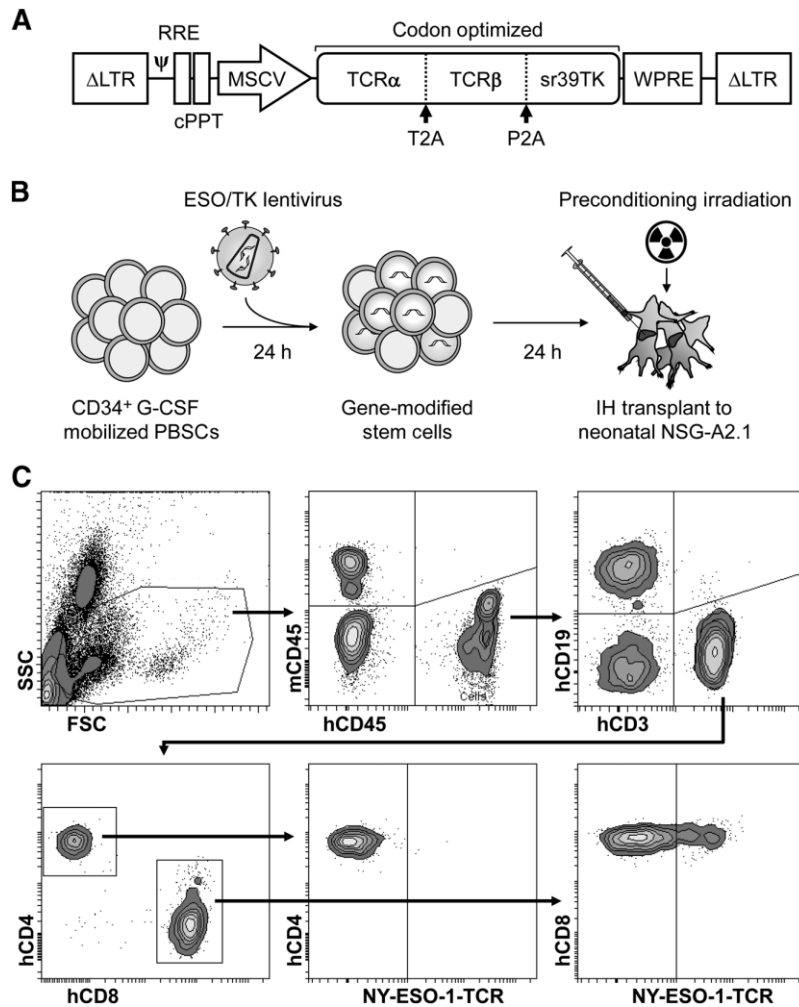 A
RRE
Codon optimized
ΔLTR
Ψ
MSCV
TCRα
TCRβ
sr39TK
WPRE
ΔLTR
cPPT
T2A
P2A
B
ESO/TK lentivirus
Preconditioning irradiation
24 h
24 h
CD34⁺ G-CSF
mobilized PBSCs
Gene-modified
stem cells
IH transplant to
neonatal NSG-A2.1
C
SSC
FSC
mCD45
Cells
hCD45
hCD19
hCD3
hCD4
hCD8
hCD4
NY-ESO-1-TCR
hCD8
NY-ESO-1-TCR